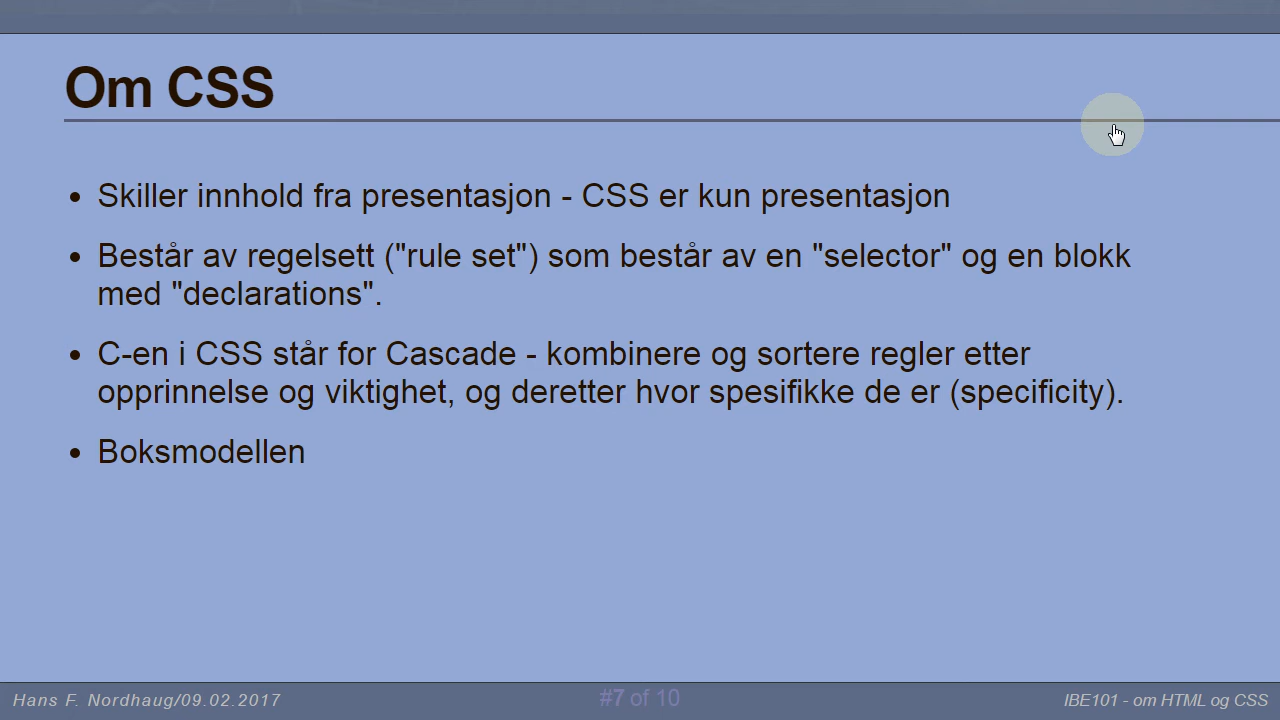 Om CSS
• Skiller innhold fra presentasjon - CSS er kun presentasjon
• Består av regelsett ("rule set") som består av en "selector" og en blokk
med "declarations".
• C-en i CSS står for Cascade - kombinere og sortere regler etter
opprinnelse og viktighet, og deretter hvor spesifikke de er (specificity).
• Boksmodellen
Hans F. Nordhaug/09.02.2017
#7 of 10
IBE101 - om HTML og CSS